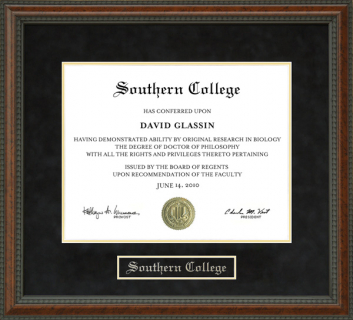 Southern College
HAS CONFERRED UPON
DAVID GLASSIN
HAVING DEMONSTRATED ABILITY BY ORIGINAL RESEARCH IN BIOLOGY
THE DEGREE OF DOCTOR OF PHILOSOPHY
WITH ALL THE RIGHTS AND PRIVILEGES THERETO PERTAINING
ISSUED BY THE BOARD OF REGENTS
UPON RECOMMENDATION OF THE FACULTY
JUNE 14, 2010
PROVOST
PRESIDENT
Southern College